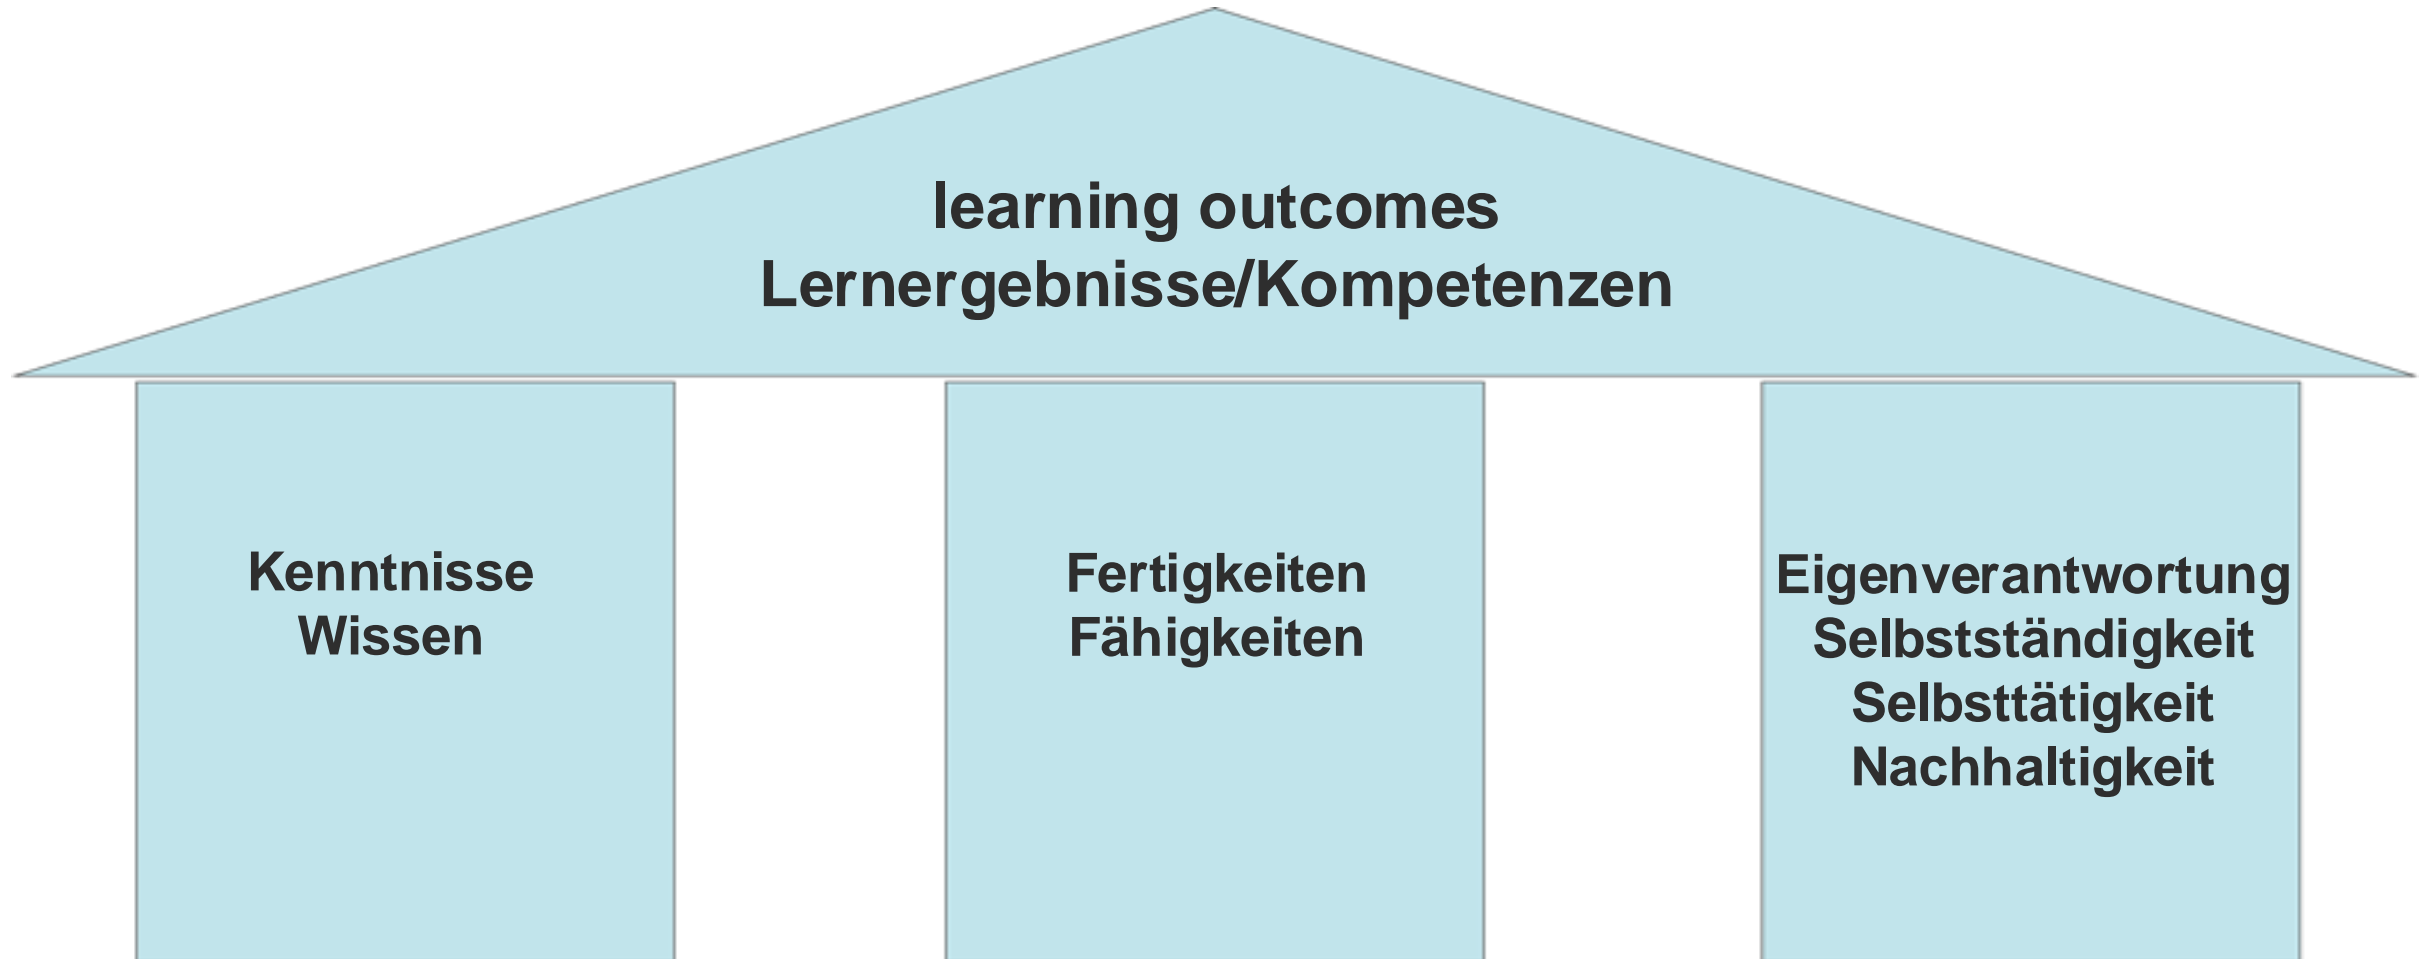 learning outcomes
Lernergebnisse/Kompetenzen
Kenntnisse
Wissen
Fertigkeiten
Fähigkeiten
Eigenverantwortung
Selbstständigkeit
Selbsttätigkeit
Nachhaltigkeit